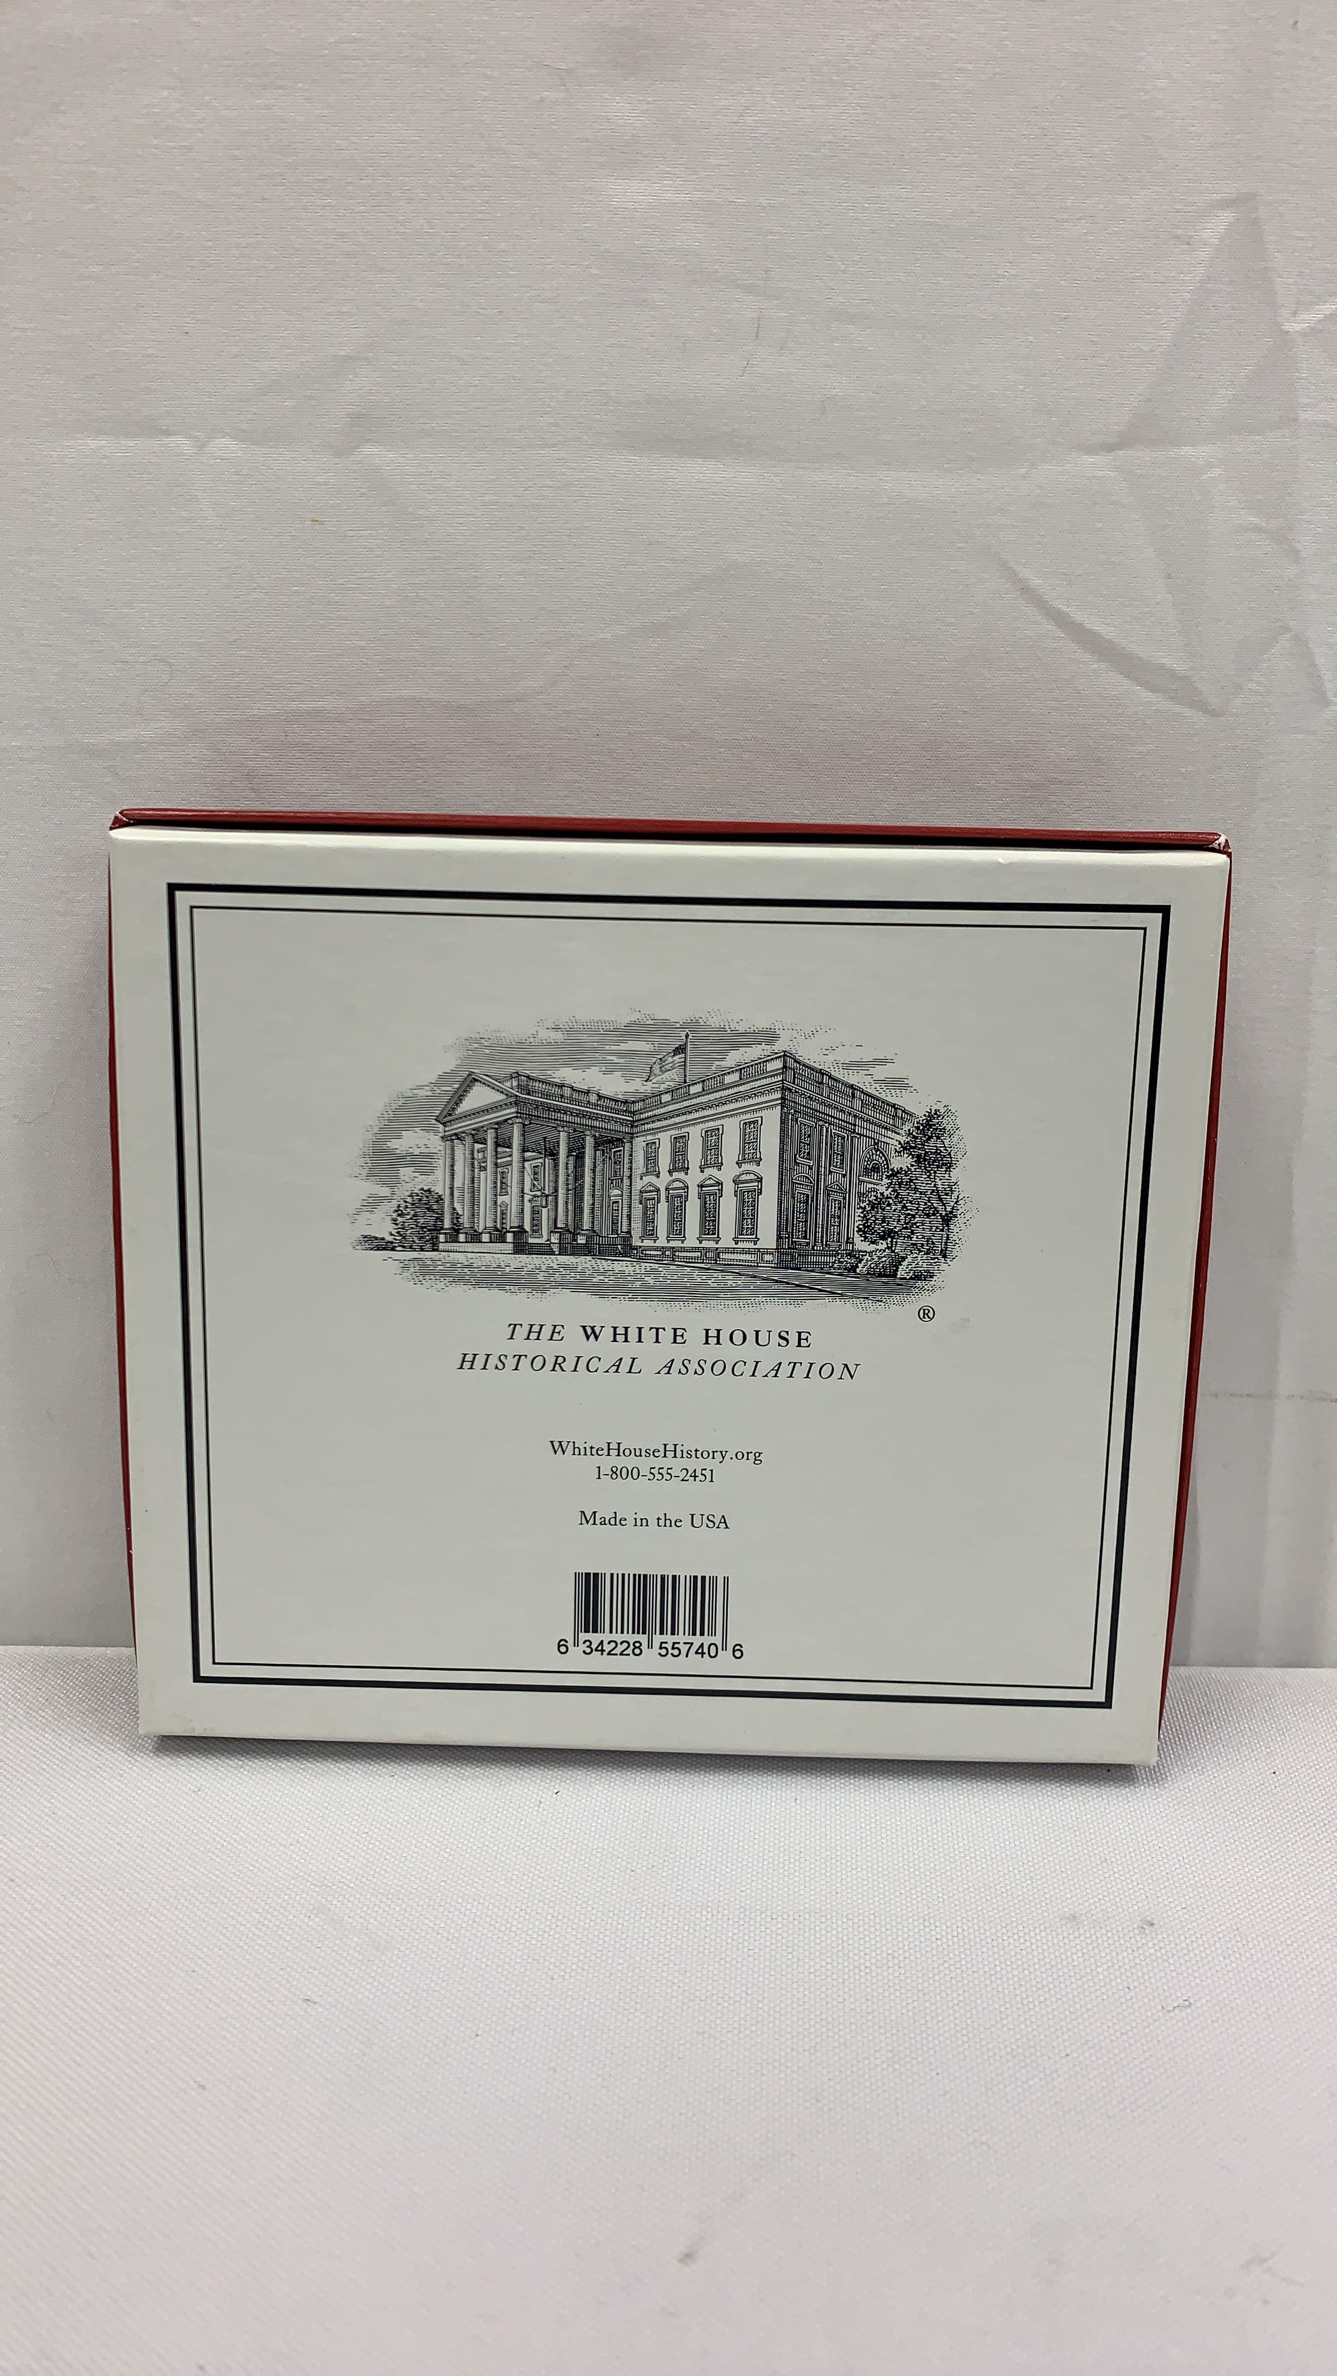 ®
THE WHITE HOUSE
HISTORICAL ASSOCIATION
WhiteHouseHistory.org
1-800-555-2451
Made in the USA
6 34228 55740 6